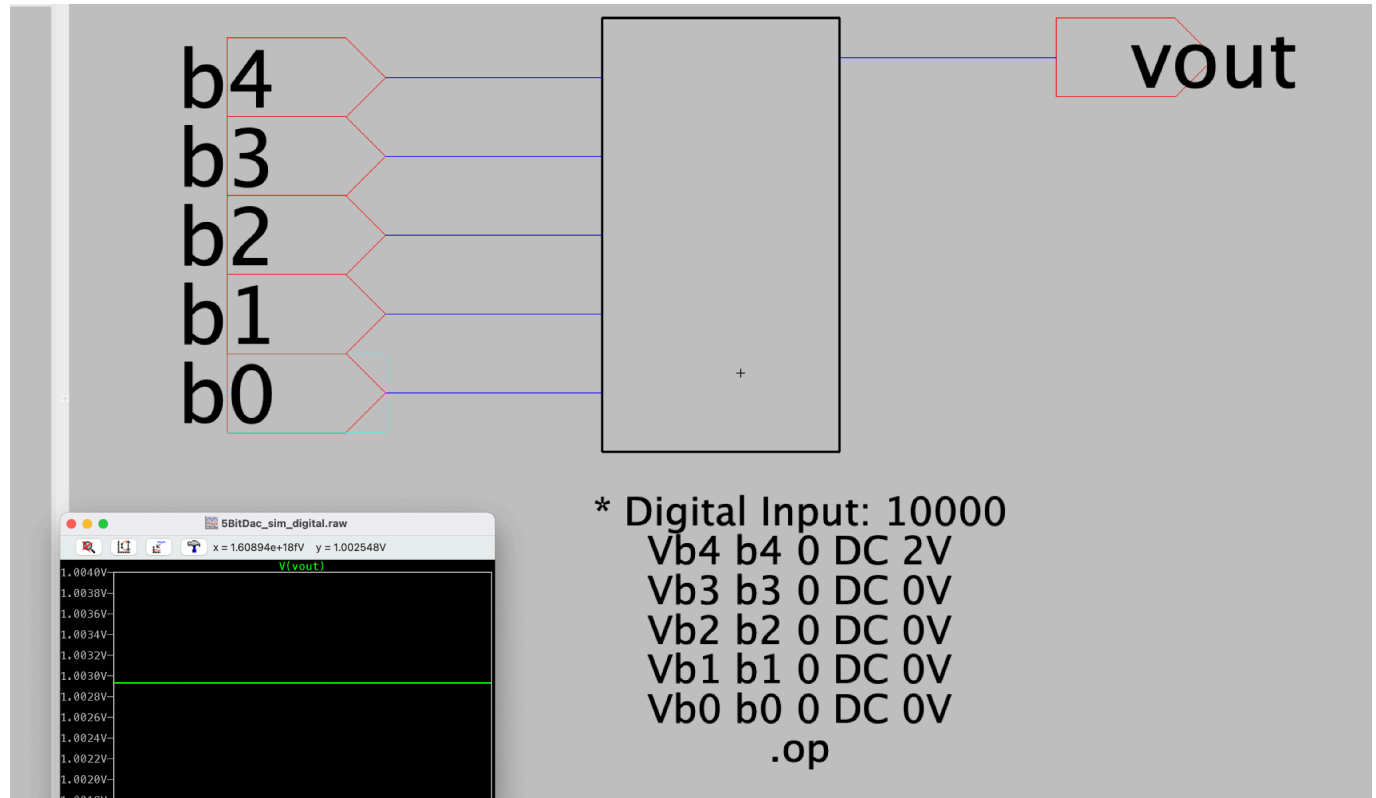 b4
vout
b3
b2
b1
b0
* Digital Input: 10000
Vb4 b4 0 DC 2V
Vb3 b3 0 DC 0V
Vb2 b2 0 DC 0V
Vb1 b1 0 DC 0V
Vb0 b0 0 DC 0V
.op
5BitDac_sim_digital.raw
x = 1.60894e+18fV y = 1.002548V
V(vout)
1.0040V
1.0038V
1.0036V
1.0034V
1.0032V
1.0030V
1.0028V
1.0026V
1.0024V
1.0022V
1.0020V